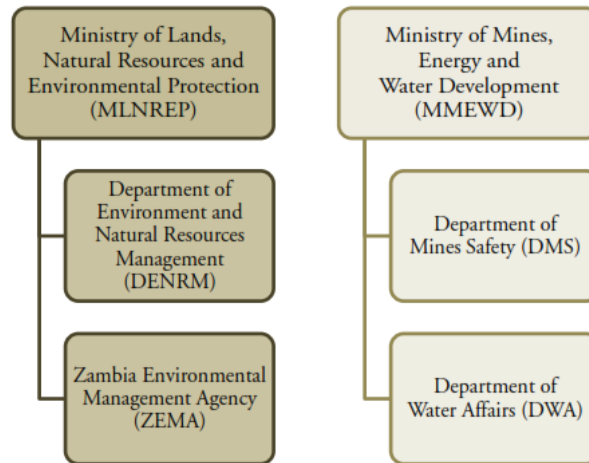 Ministry of Lands,
Natural Resources and
Environmental Protection
(MLNREP)
Department of
Environment and
Natural Resources
Management
(DENRM)
Zambia Environmental
Management Agency
(ZEMA)
Ministry of Mines,
Energy and
Water Development
(MMEWD)
Department of
Mines Safety (DMS)
Department of
Water Affairs (DWA)